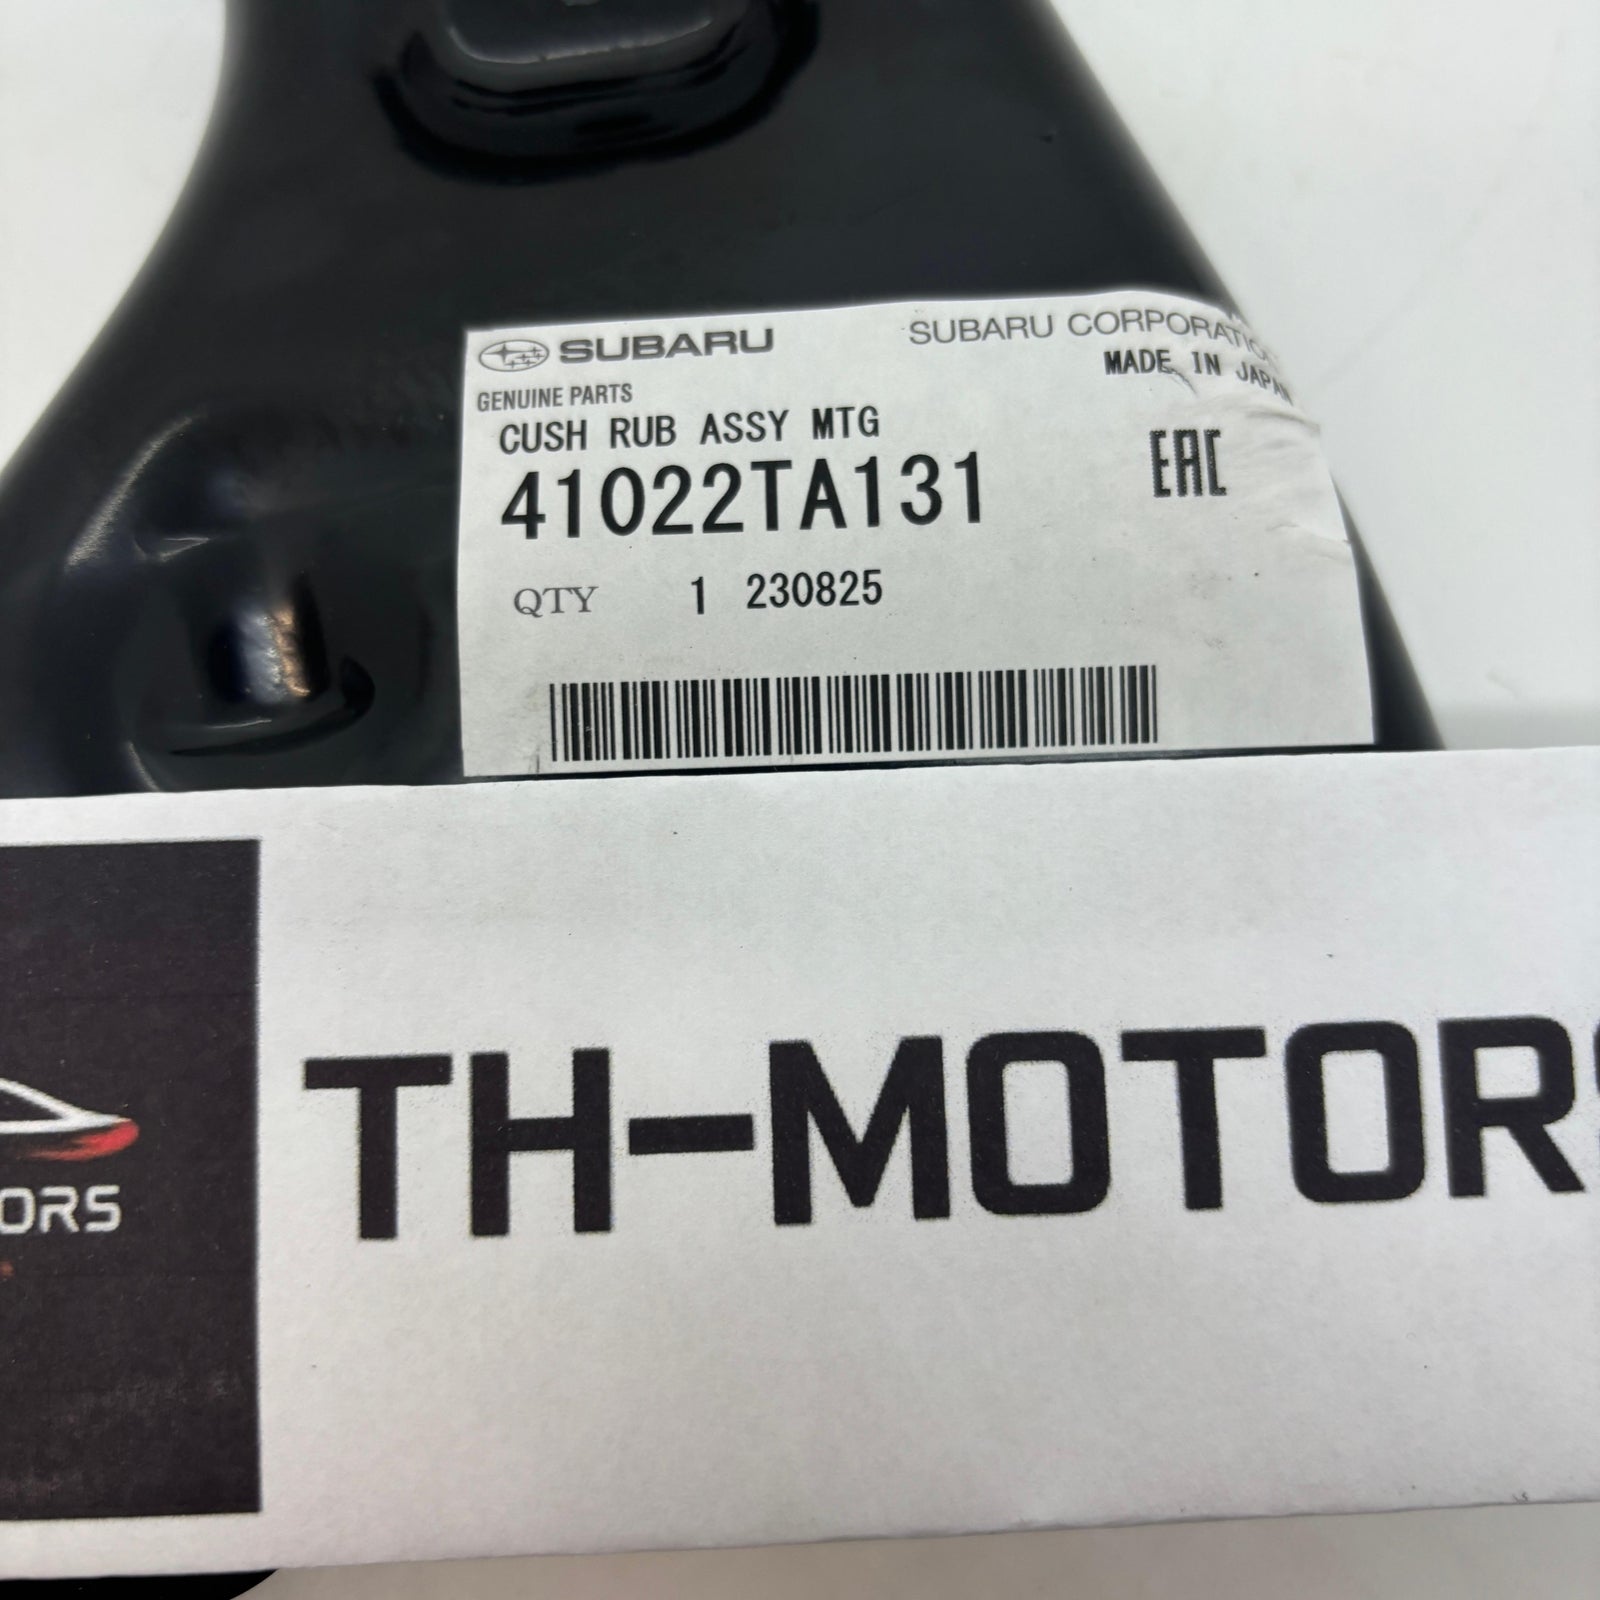 SUBARU
SUBARU CORPORATION
MADE IN JAPAN
GENUINE PARTS
CUSH RUB ASSY MTG
41022TA131
EAC
QTY 1 230825
TH-MOTORS
ORS